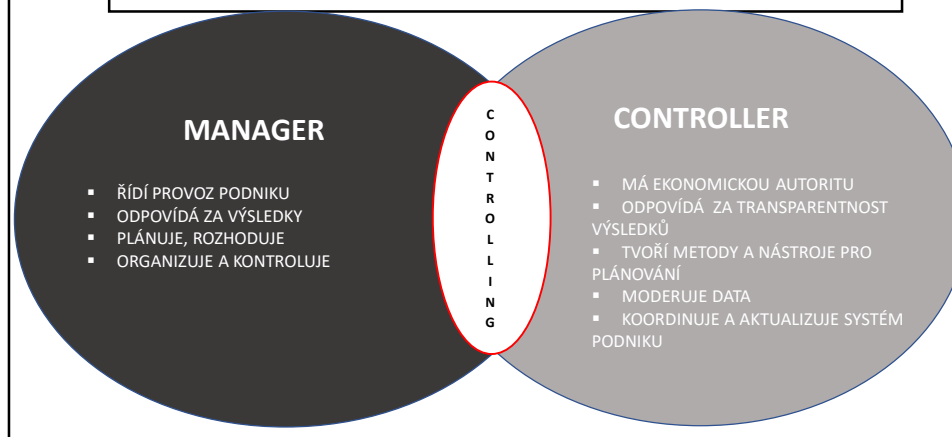 MANAGER
▪ ŘÍDÍ PROVOZ PODNIKU
▪ ODPOVÍDÁ ZA VÝSLEDKY
▪ PLÁNUJE, ROZHODUJE
▪ ORGANIZUJE A KONTROLUJE
CONTROLLING
CONTROLLER
▪ MÁ EKONOMICKOU AUTORITU
▪ ODPOVÍDÁ ZA TRANSPARENTNOST
VÝSLEDKŮ
▪ TVOŘÍ METODY A NÁSTROJE PRO
PLÁNOVÁNÍ
▪ MODERUJE DATA
▪ KOORDINUJE A AKTUALIZUJE SYSTÉM
PODNIKU